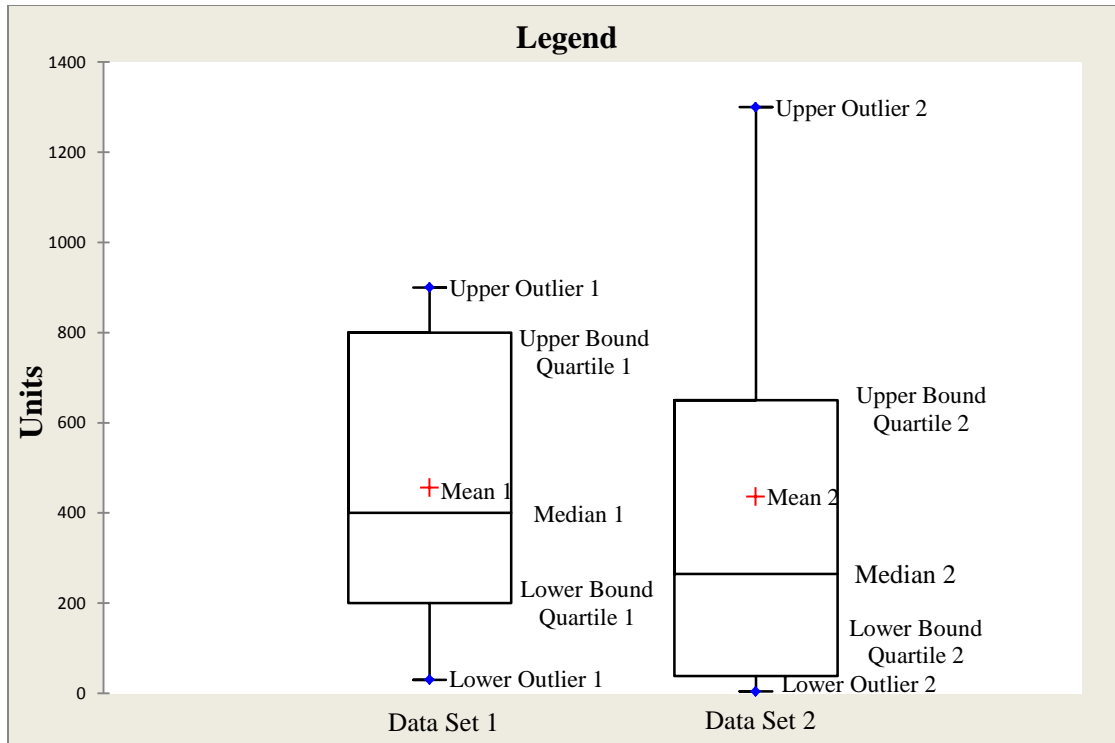 Legend
1400
1200
1000
800
600
400
200
0
Units
Upper Outlier 1
Upper Bound
Quartile 1
Mean 1
Median 1
Lower Bound
Quartile 1
Lower Outlier 1
Upper Outlier 2
Upper Bound
Quartile 2
Mean 2
Median 2
Lower Bound
Quartile 2
Lower Outlier 2
Data Set 1
Data Set 2